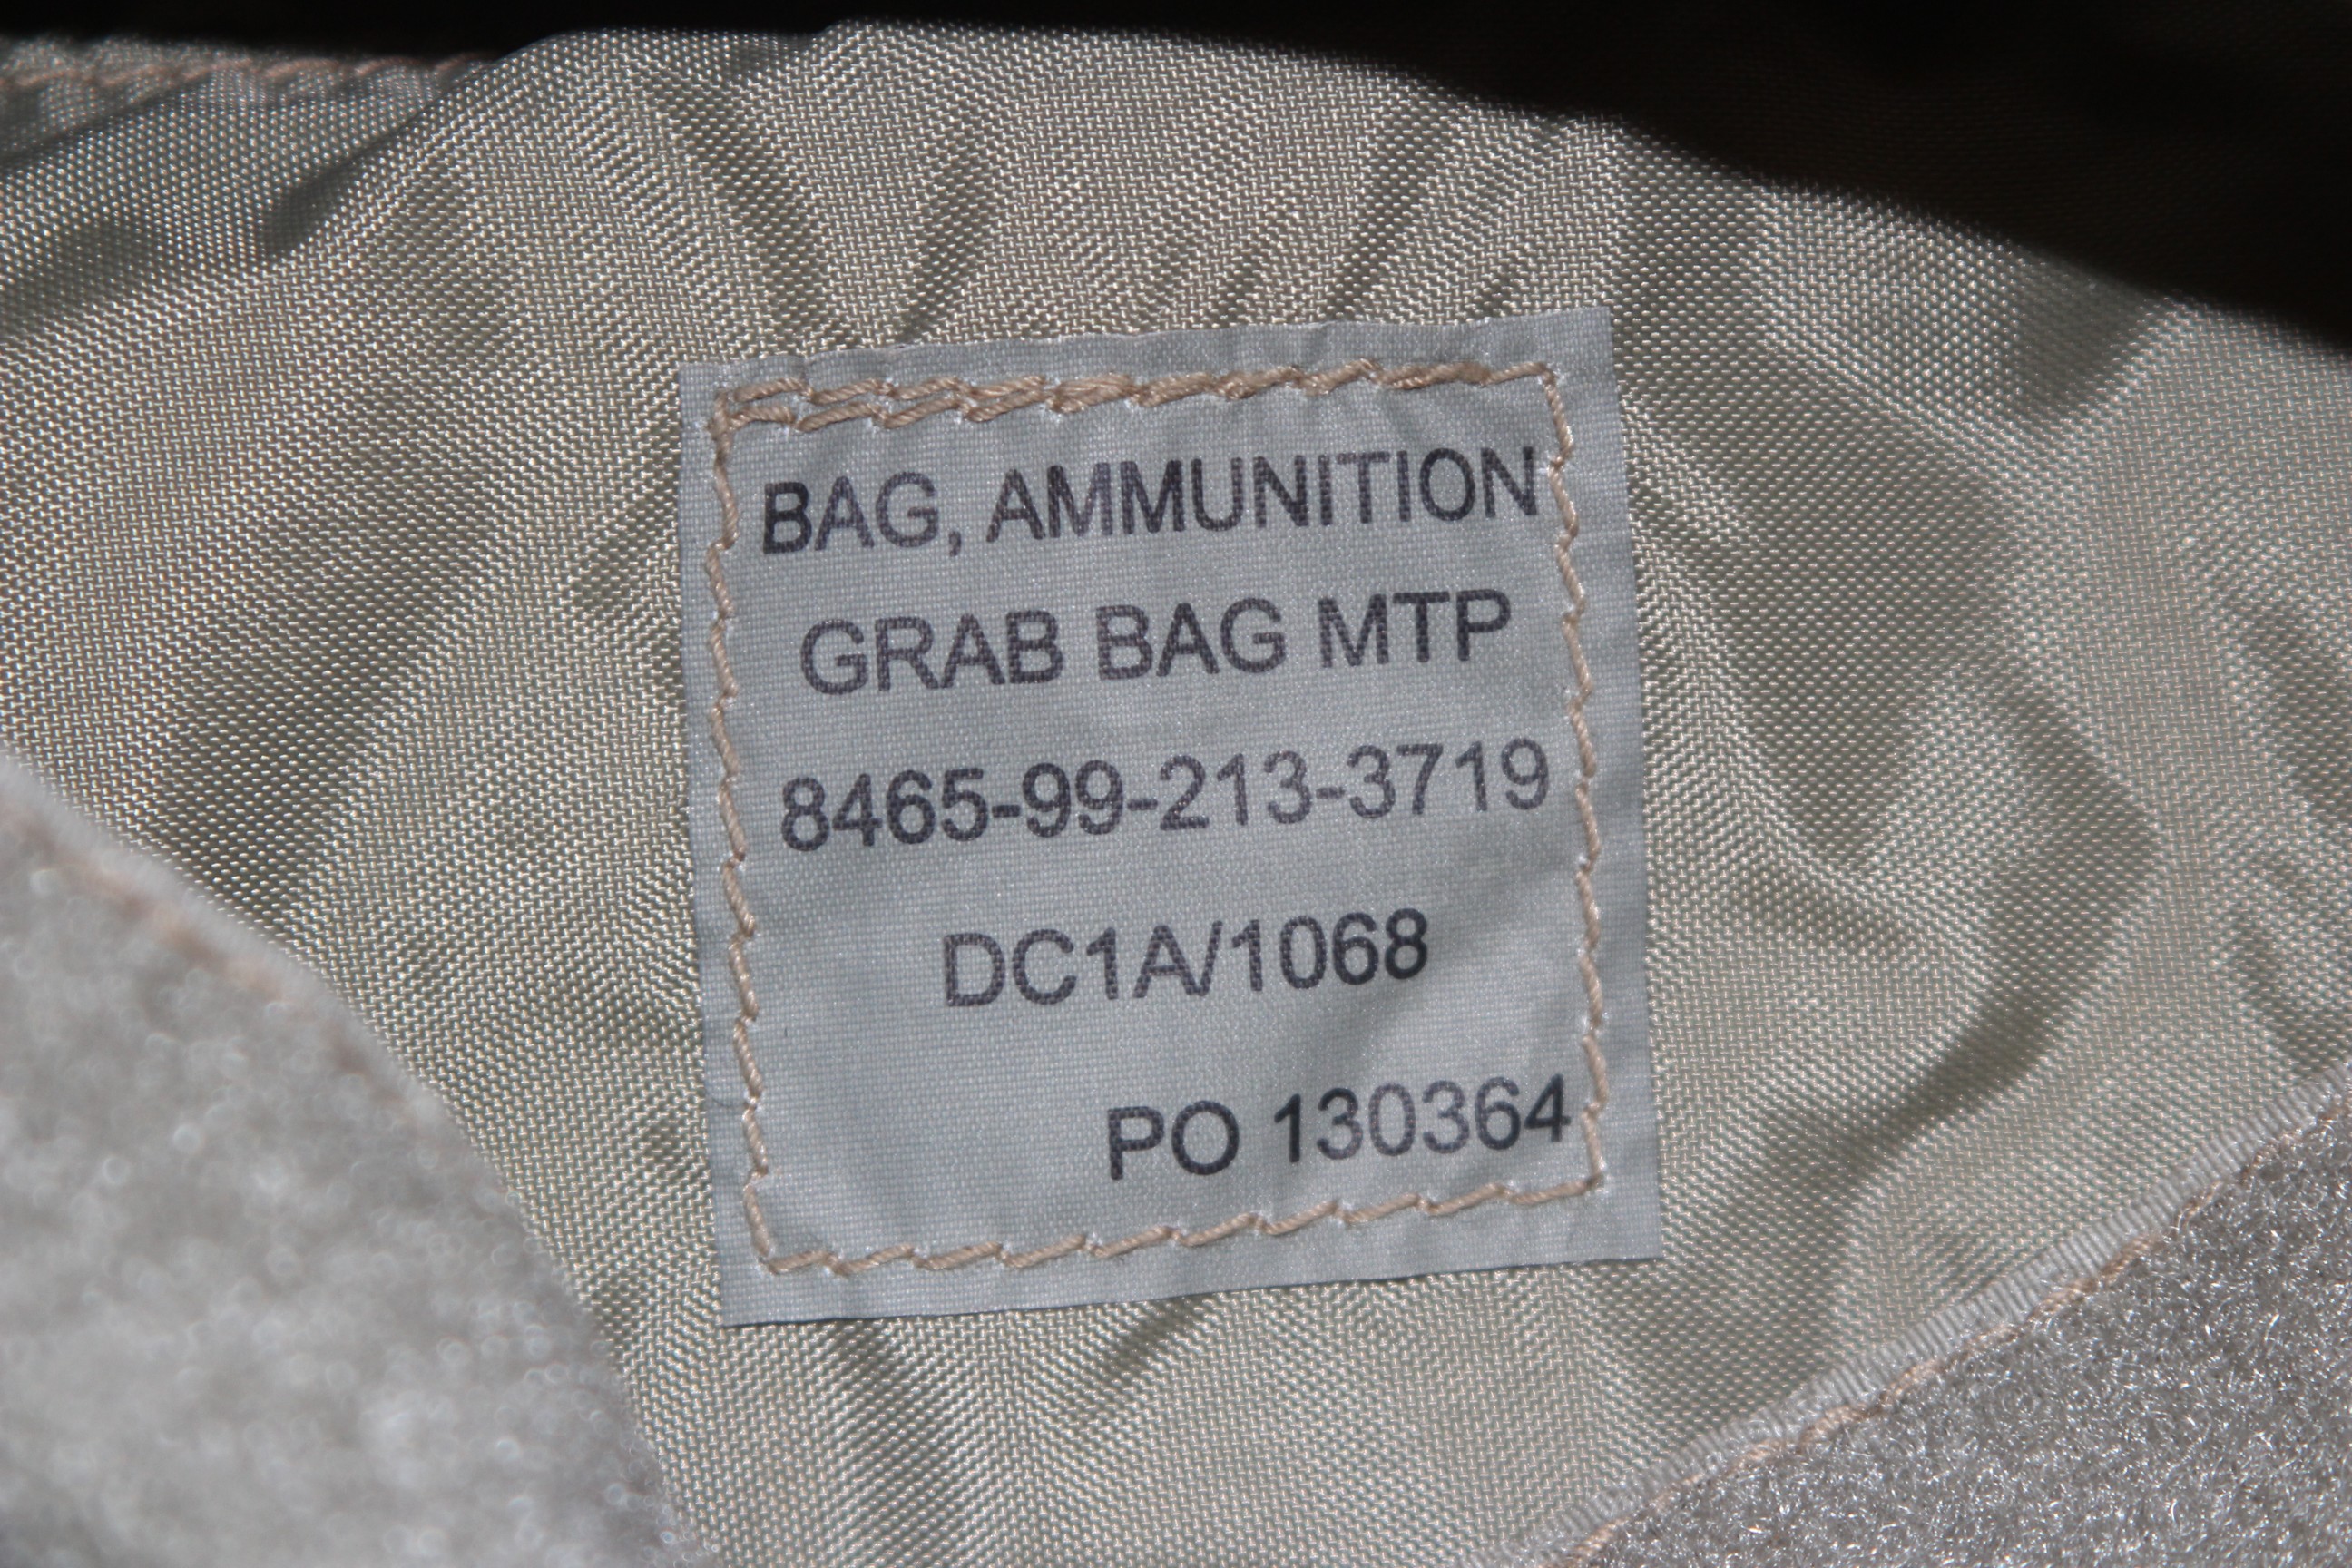 BAG, AMMUNITION
GRAB BAG MTP
8465-99-213-3719
DC1A/1068
PO 130364